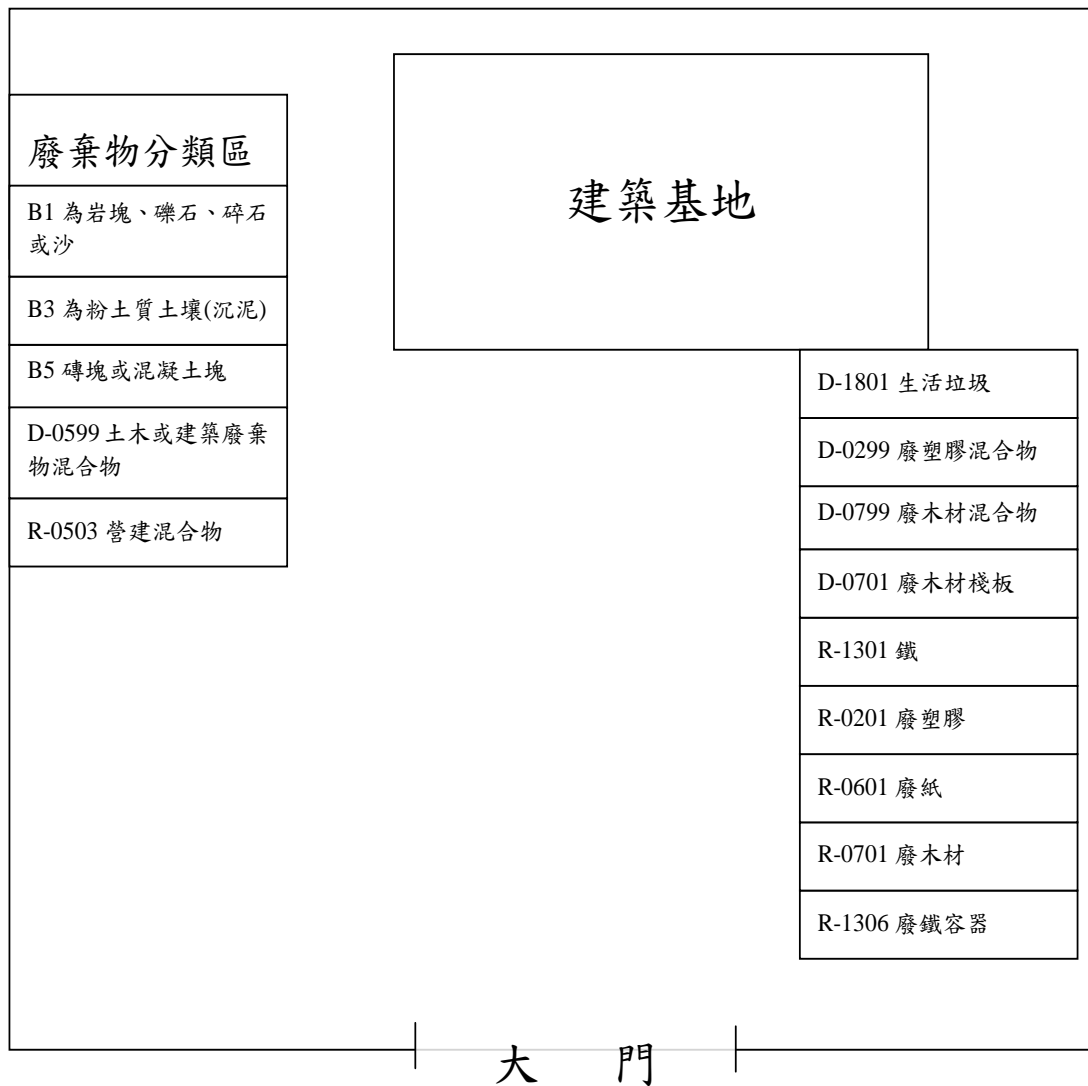 廢棄物分類區
B1 為岩塊、礫石、碎石
或沙
B3 為粉土質土壤(沉泥)
B5 磚塊或混凝土塊
D-0599 土木或建築廢棄
物混合物
R-0503 營建混合物
建築基地
D-1801 生活垃圾
D-0299 廢塑膠混合物
D-0799 廢木材混合物
D-0701 廢木材棧板
R-1301 鐵
R-0201 廢塑膠
R-0601 廢紙
R-0701 廢木材
R-1306 廢鐵容器
大 門